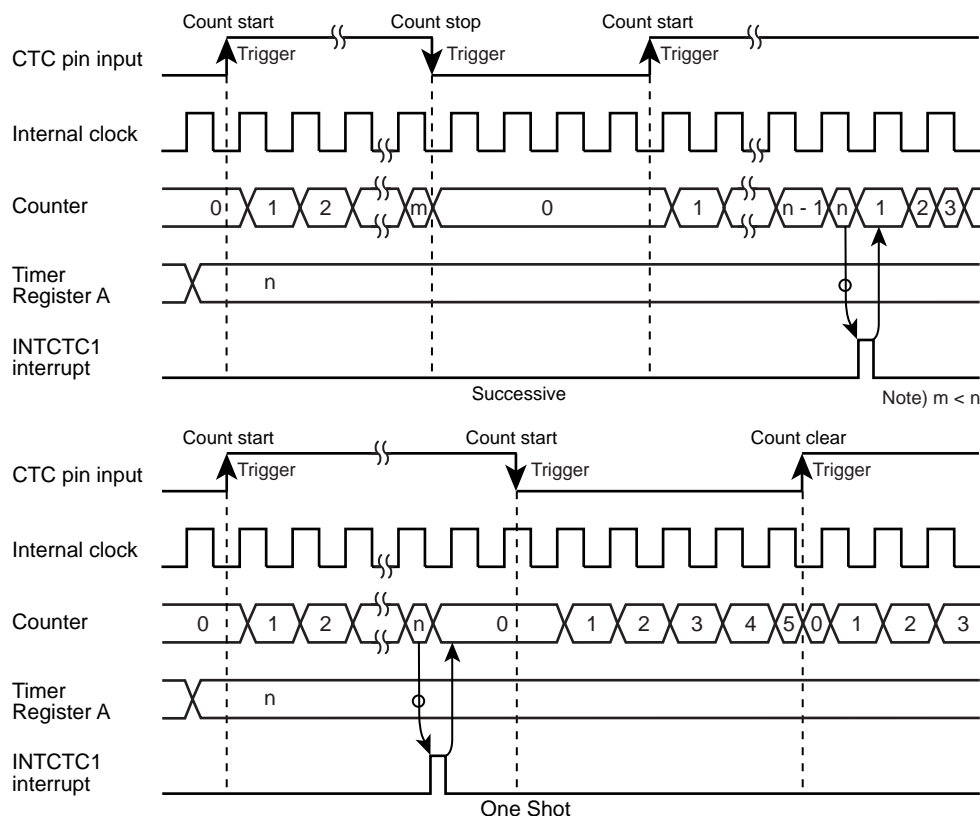 Count start Count stop Count start
CTC pin input Trigger Trigger Trigger
Internal clock
Counter 0 1 2 m 0 1 n - 1 n 1 2 3
Timer
Register A n
INTCTC1
interrupt
Successive
Note) m < n
Count start Count start Count clear
CTC pin input Trigger Trigger Trigger
Internal clock
Counter 0 1 2 n 0 1 2 3 4 5 0 1 2 3
Timer
Register A n
INTCTC1
interrupt
One Shot